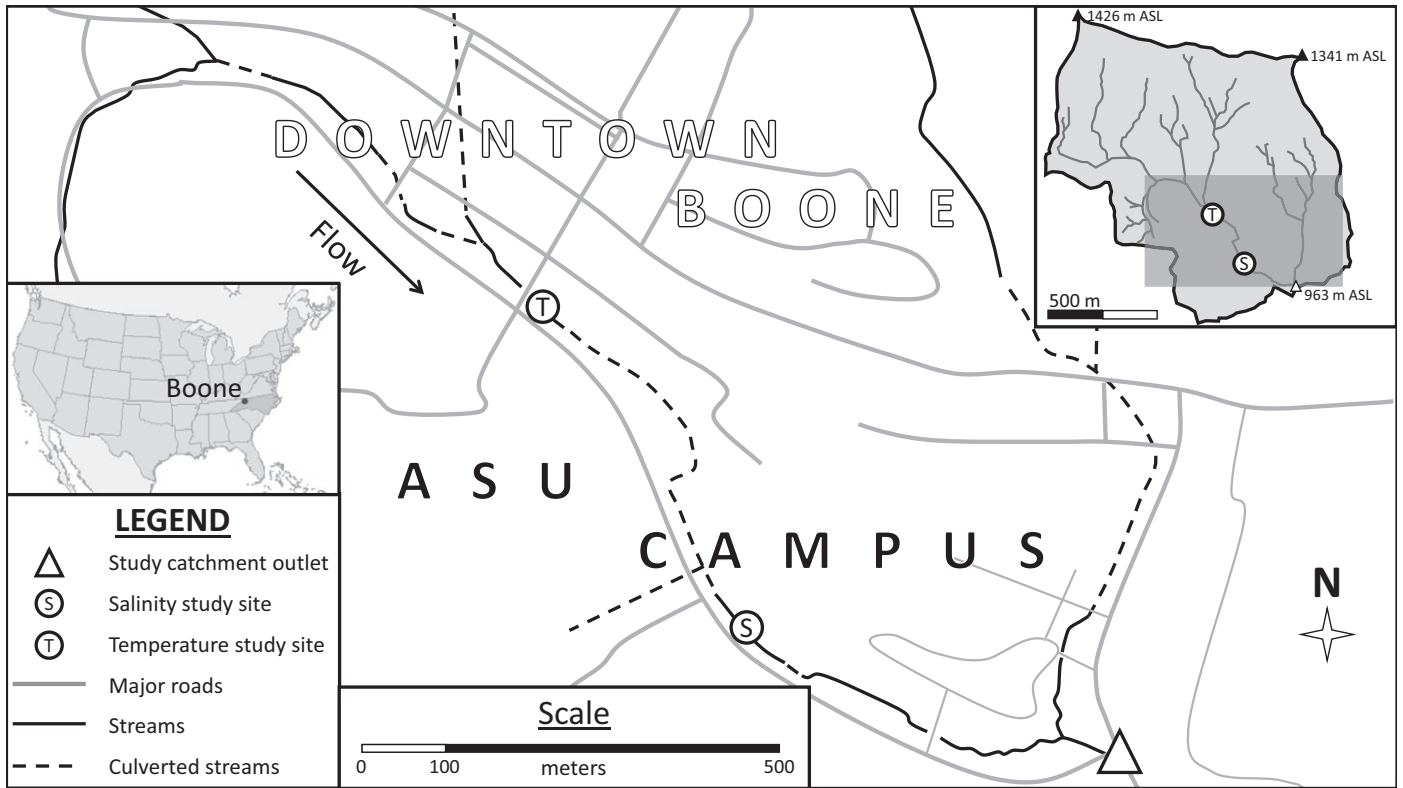 1426 m ASL
1341 m ASL
DOWNTOWN
BOONE
Flow
T
T
S
963 m ASL
500 m
Boone
ASU
CAMPUS
S
N
LEGEND
Study catchment outlet
S Salinity study site
T Temperature study site
Major roads
Streams
Culverted streams
Scale
0 100 meters 500